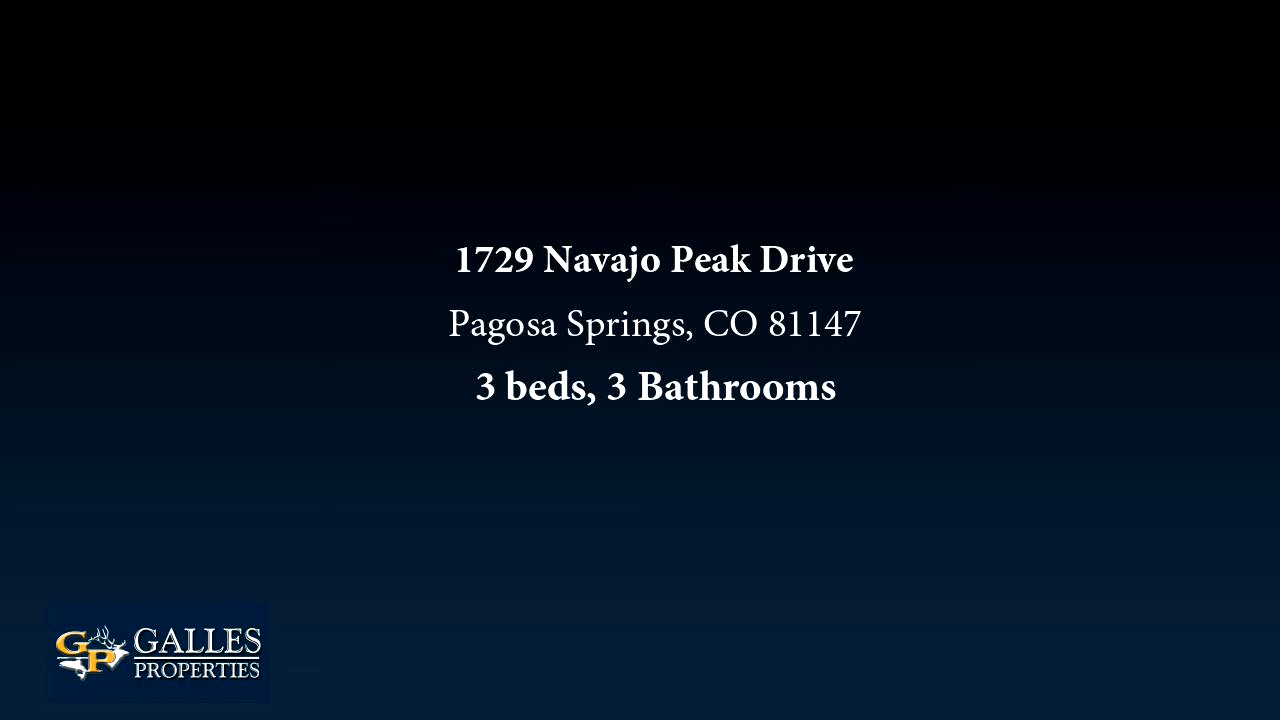 1729 Navajo Peak Drive
Pagosa Springs, CO 81147
3 beds, 3 Bathrooms
GP GALLES
PROPERTIES